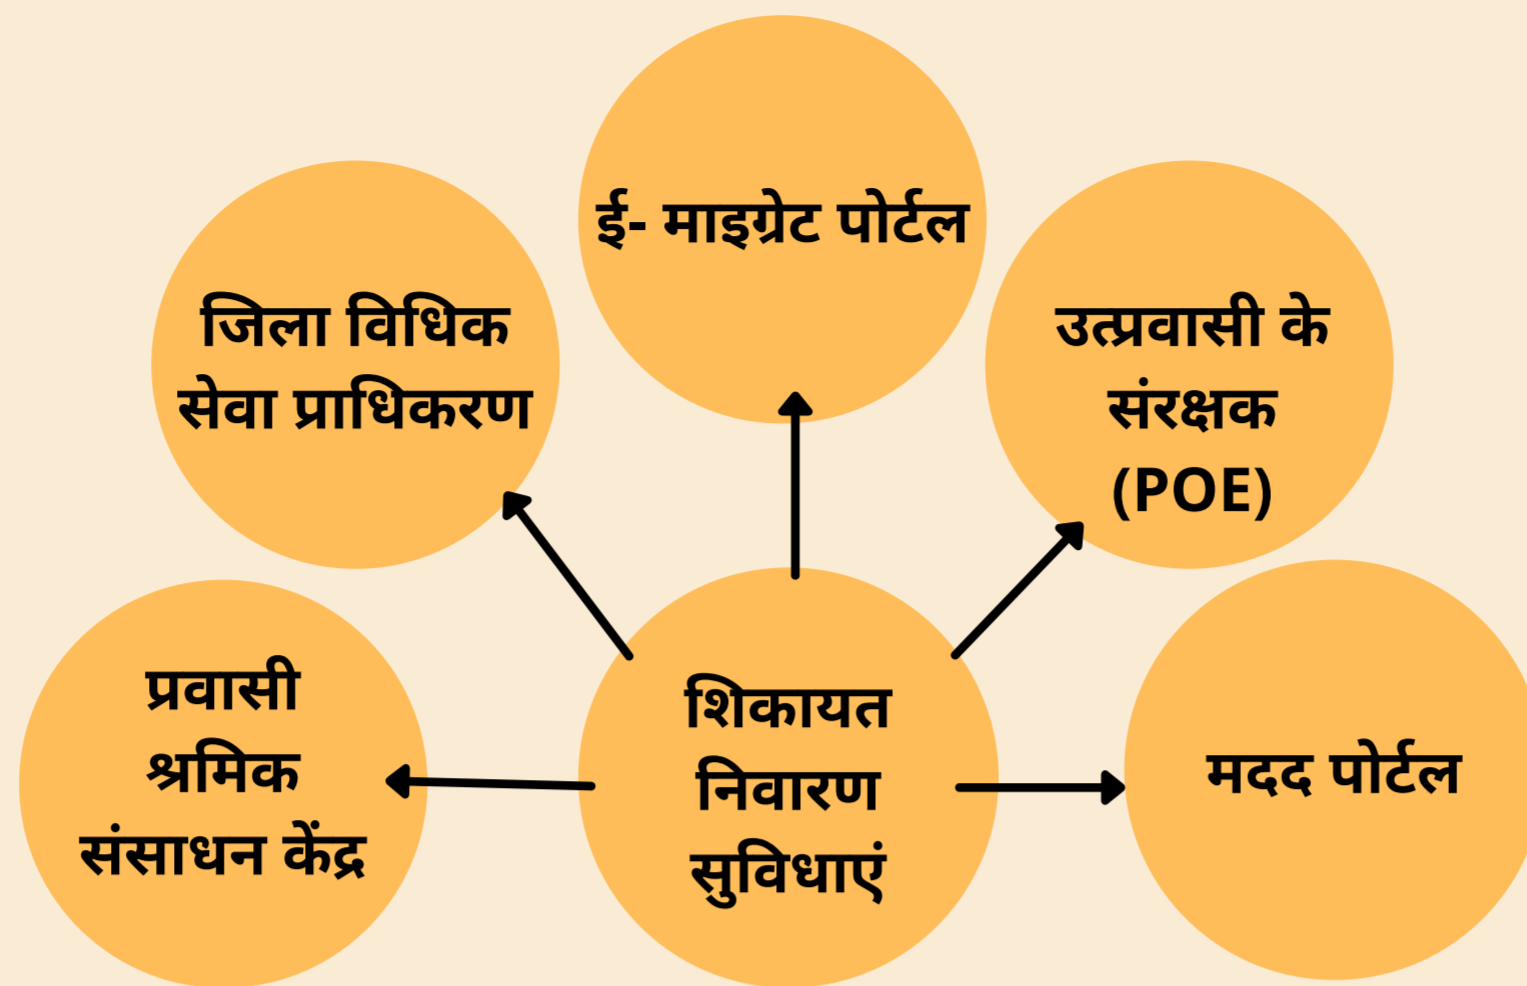 ई- माइग्रेट पोर्टल
जिला विधिक
सेवा प्राधिकरण
उत्प्रवासी के
संरक्षक
(POE)
प्रवासी
श्रमिक
संसाधन केंद्र
शिकायत
निवारण
सुविधाएं
मदद पोर्टल